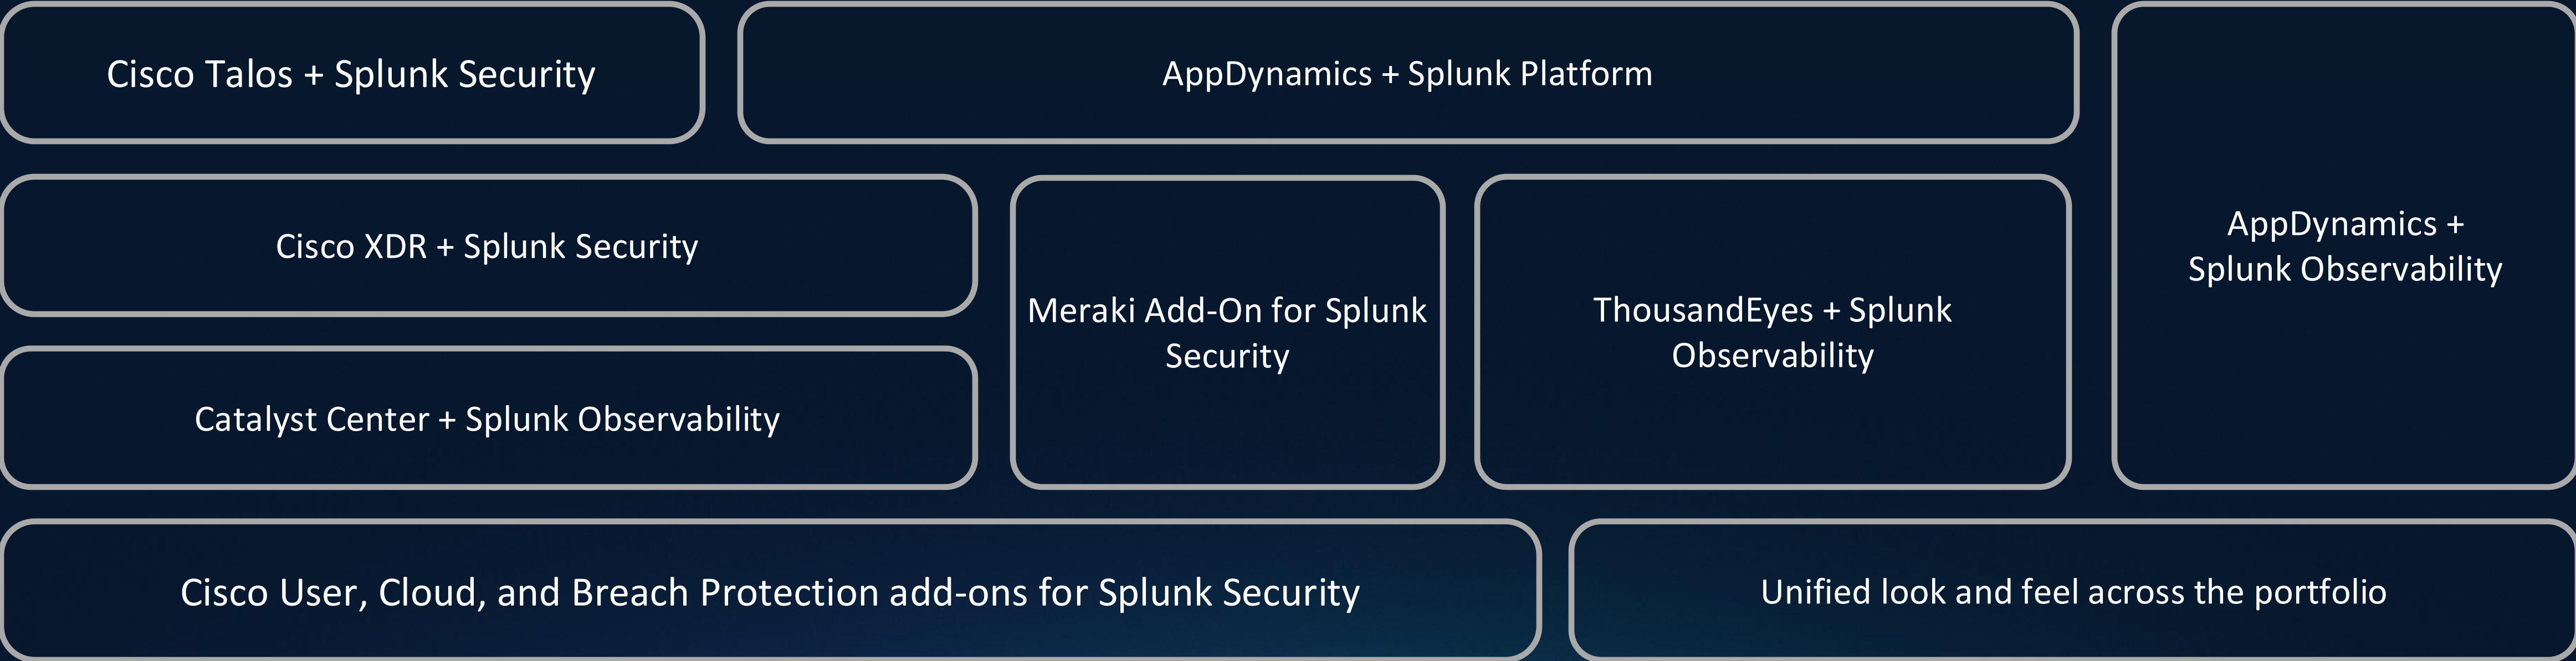 Cisco Talos + Splunk Security
AppDynamics + Splunk Platform
AppDynamics +
Splunk Observability
Cisco XDR + Splunk Security
Meraki Add-On for Splunk
Security
ThousandEyes + Splunk
Observability
Catalyst Center + Splunk Observability
Cisco User, Cloud, and Breach Protection add-ons for Splunk Security
Unified look and feel across the portfolio